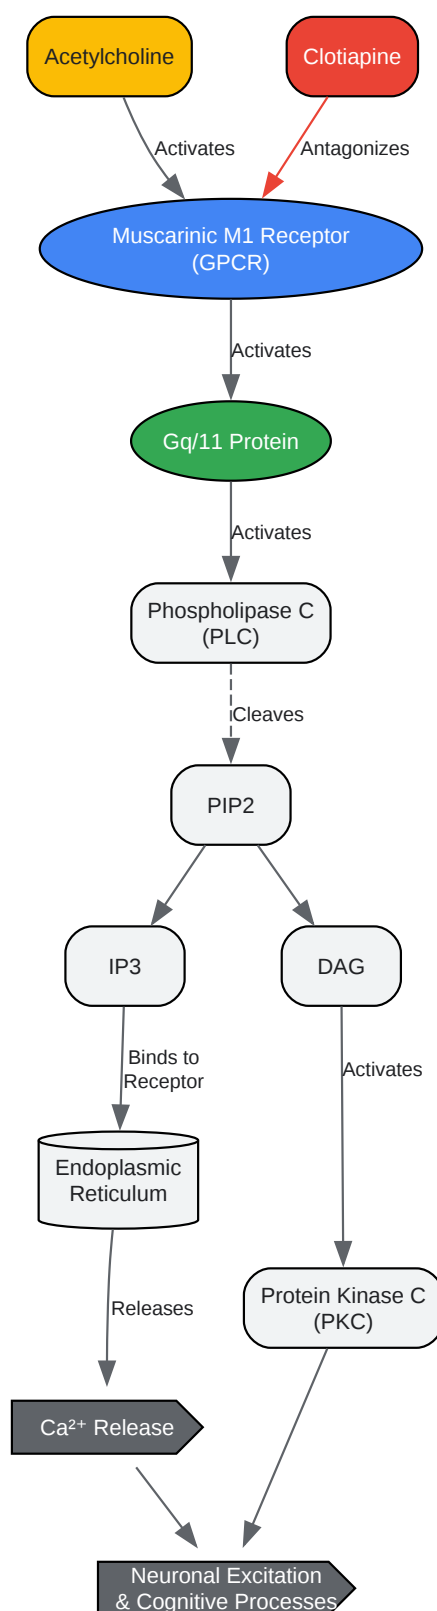 Acetylcholine
Clotiapine
Activates
Antagonizes
Muscarinic M1 Receptor
(GPCR)
Activates
Gq/11 Protein
Activates
Phospholipase C
(PLC)
Cleaves
PIP2
IP3
DAG
Binds to
Receptor
Activates
Endoplasmic
Reticulum
Releases
Protein Kinase C
(PKC)
Ca²⁺ Release
Neuronal Excitation
& Cognitive Processes